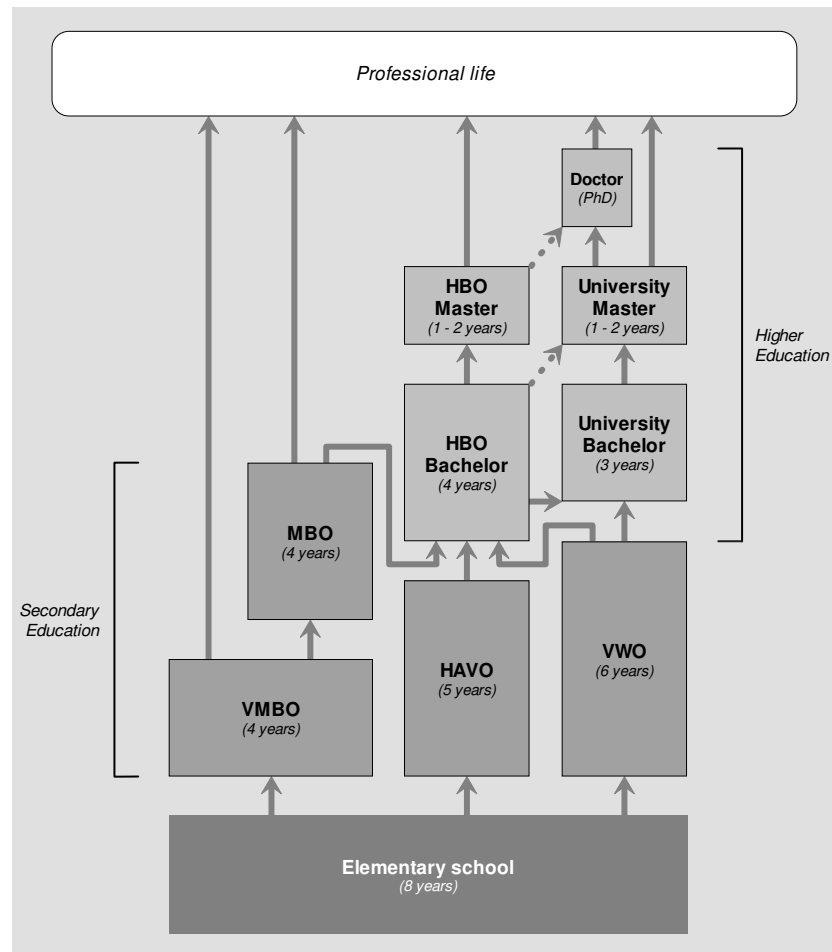 Professional life
Doctor
(PhD)
HBO
Master
(1 - 2 years)
University
Master
(1 - 2 years)
Higher
Education
HBO
Bachelor
(4 years)
University
Bachelor
(3 years)
MBO
(4 years)
Secondary
Education
VMBO
(4 years)
HAVO
(5 years)
VWO
(6 years)
Elementary school
(8 years)